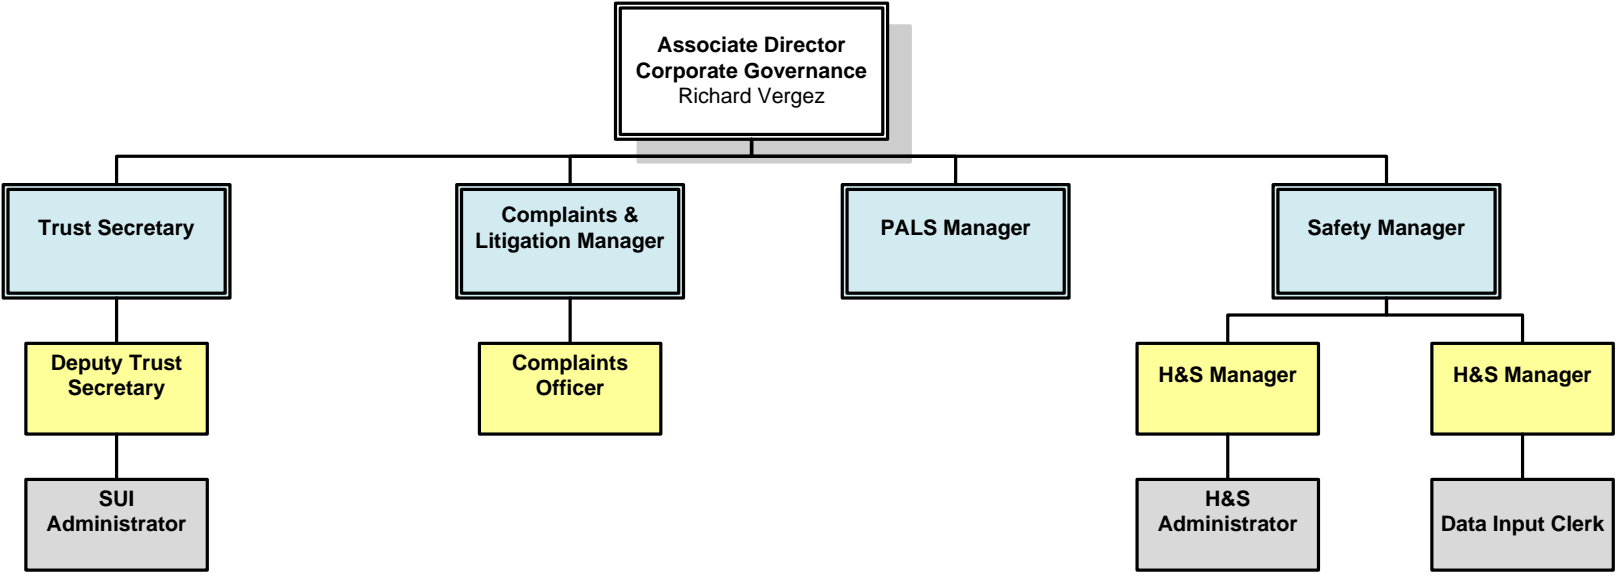 Associate Director
Corporate Governance
Richard Vergez
Trust Secretary
Complaints &
Litigation Manager
PALS Manager
Safety Manager
Deputy Trust
Secretary
Complaints
Officer
H&S Manager
H&S Manager
SUI
Administrator
H&S
Administrator
Data Input Clerk